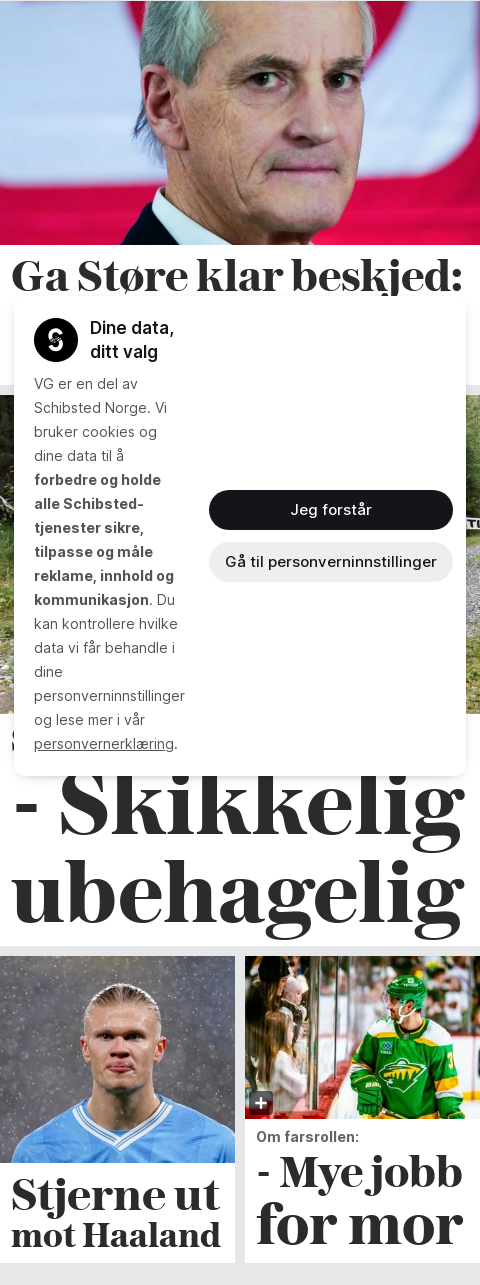 Ga Støre klar beskjed:
Dine data,
ditt valg
VG er en del av
Schibsted Norge. Vi
bruker cookies og
dine data til å
forbedre og holde
alle Schibsted-
tjenester sikre,
tilpasse og måle
reklame, innhold og
kommunikasjon. Du
kan kontrollere hvilke
data vi får behandle i
dine
personverninnstillinger
og lese mer i vår
personvernerklæring.
Jeg forstår
Gå til personverninnstillinger
- Skikkelig
ubehagelig
Stjerne ut
mot Haaland
Om farsrollen:
- Mye jobb
for mor